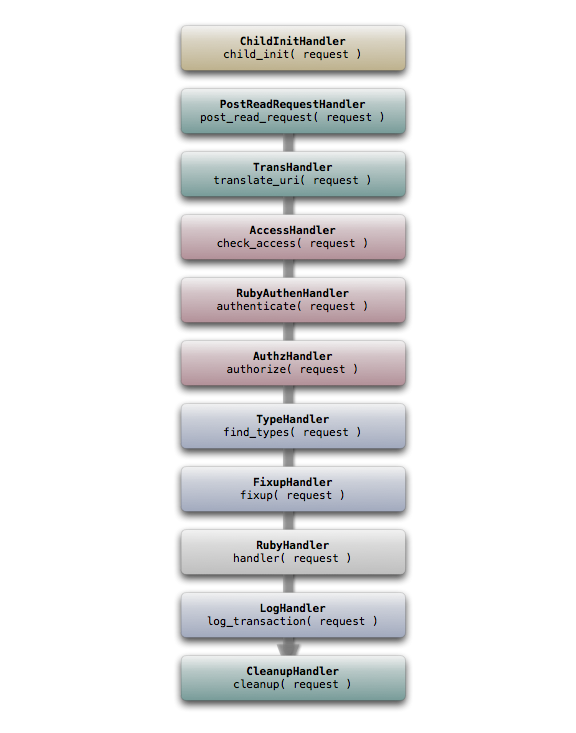 ChildInitHandler
child_init( request )
PostReadRequestHandler
post_read_request( request )
TransHandler
translate_uri( request )
AccessHandler
check_access( request )
RubyAuthenHandler
authenticate( request )
AuthzHandler
authorize( request )
TypeHandler
find_types( request )
FixupHandler
fixup( request )
RubyHandler
handler( request )
LogHandler
log_transaction( request )
CleanupHandler
cleanup( request )